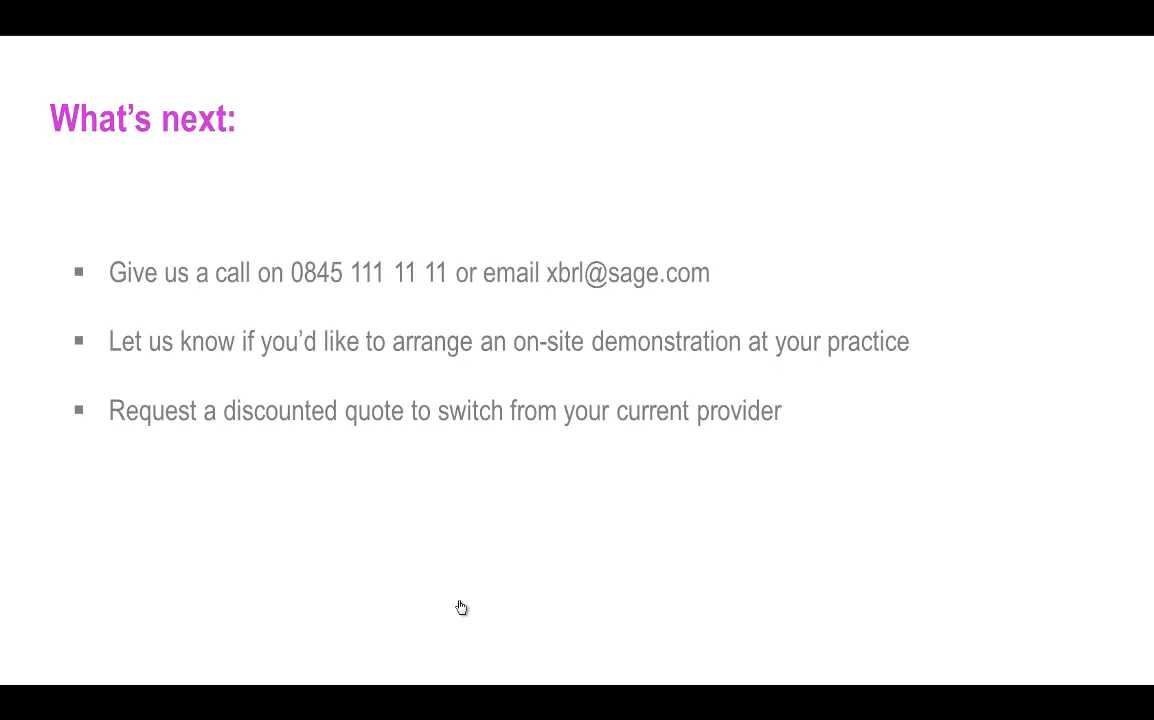 What’s next:
▪ Give us a call on 0845 111 11 11 or email xbrl@sage.com
▪ Let us know if you’d like to arrange an on-site demonstration at your practice
▪ Request a discounted quote to switch from your current provider